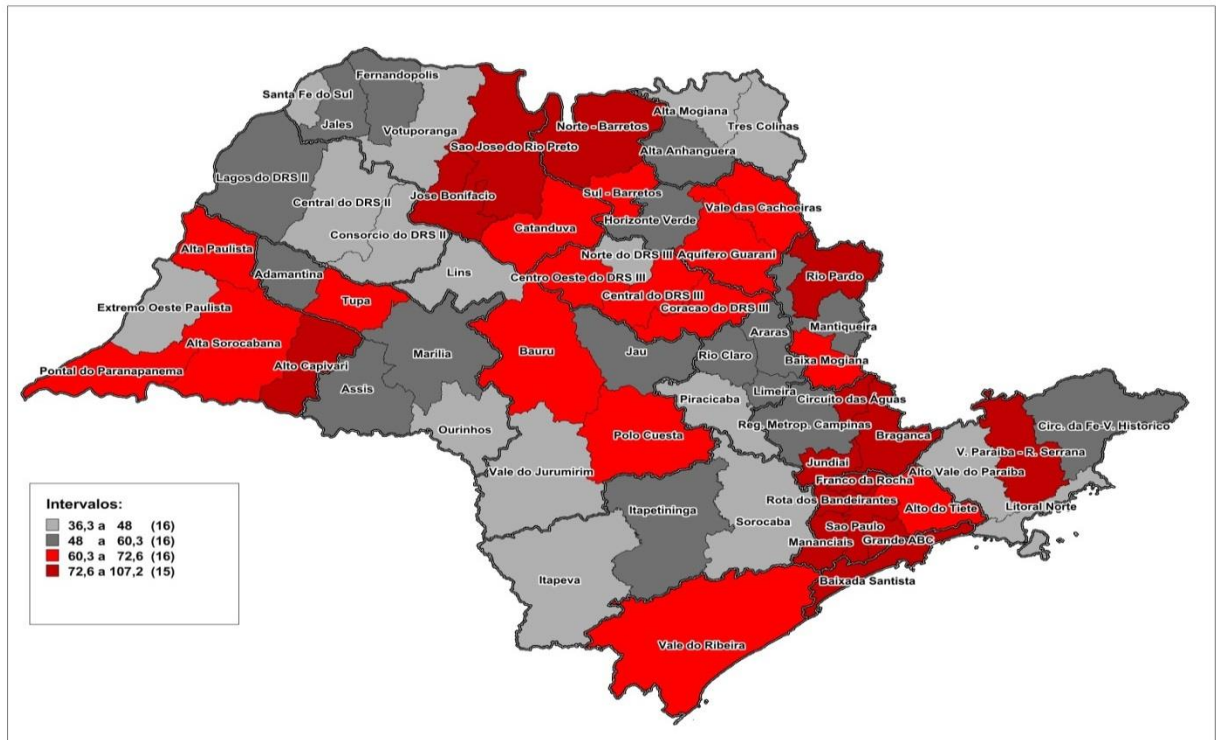 Fernandopolis
Santa Fe do Sul
Jales
Votuporanga
Sao Jose do Rio Preto
Norte - Barretos
Alta Mogiana
Tres Colinas
Alta Anhanguera
Lagos do DRS II
Central do DRS II
Jose Bonifacio
Sul - Barretos
Vale das Cachoeiras
Horizonte Verde
Catanduva
Consorcio do DRS II
Alta Paulista
Norte do DRS III
Aquifero Guarani
Adamantina
Lins
Centro Oeste do DRS III
Rio Pardo
Extremo Oeste Paulista
Tupa
Central do DRS III
Coracao do DRS III
Mantiqueira
Araras
Alta Sorocabana
Marilia
Bauru
Jau
Rio Claro
Baixa Mogiana
Pontal do Paranapanema
Alto Capivari
Assis
Limeira
Piracicaba
Circuito das Águas
Ourinhos
Reg. Metrop. Campinas
Circ. da Fe-V. Historico
Polo Cuesta
Braganca
V. Paraiba - R. Serrana
Vale do Jurumirim
Jundiai
Alto Vale do Paraiba
Franco da Rocha
Rota dos Bandeirantes
Litoral Norte
Itapetininga
Alto do Tiete
Sorocaba
Sao Paulo
Mananciais
Grande ABC
Itapeva
Baixada Santista
Vale do Ribeira
Intervalos:
36,3 a 48 (16)
48 a 60,3 (16)
60,3 a 72,6 (16)
72,6 a 107,2 (15)